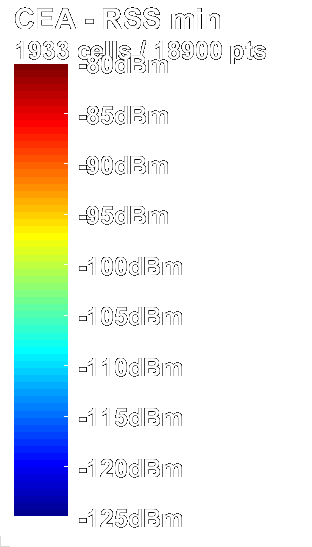 CEA - RSS min
1933 cells / 18900 pts
-80dBm
-85dBm
-90dBm
-95dBm
-100dBm
-105dBm
-110dBm
-115dBm
-120dBm
-125dBm